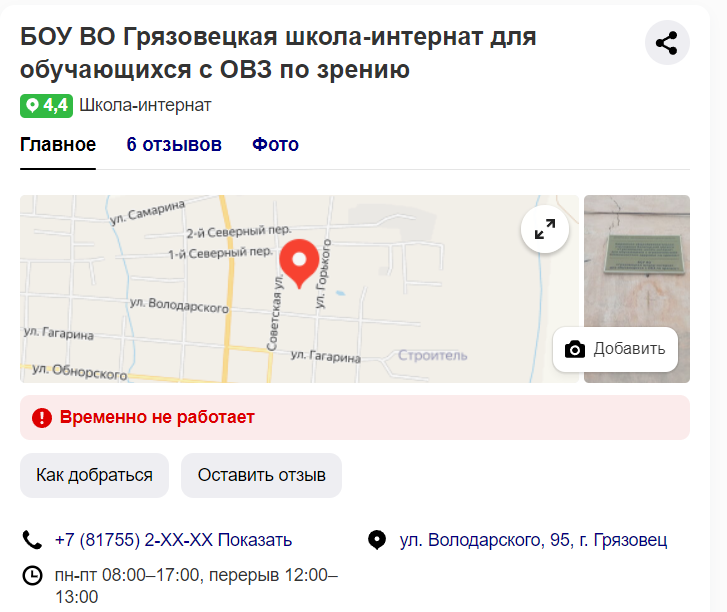 БОУ ВО Грязовецкая школа-интернат для
обучающихся с ОВЗ по зрению
4,4 Школа-интернат
Главное 6 отзывов Фото
ул. Самарина
2-й Северный пер.
1-й Северный пер.
ул. Горького
Советская ул.
ул. Володарского
ул. Гагарина
ул. Гагарина
Строитель
ул. Обнорского
Добавить
Временно не работает
Как добраться Оставить отзыв
+7 (81755) 2-XX-XX Показать
ул. Володарского, 95, г. Грязовец
пн-пт 08:00–17:00, перерыв 12:00–
13:00